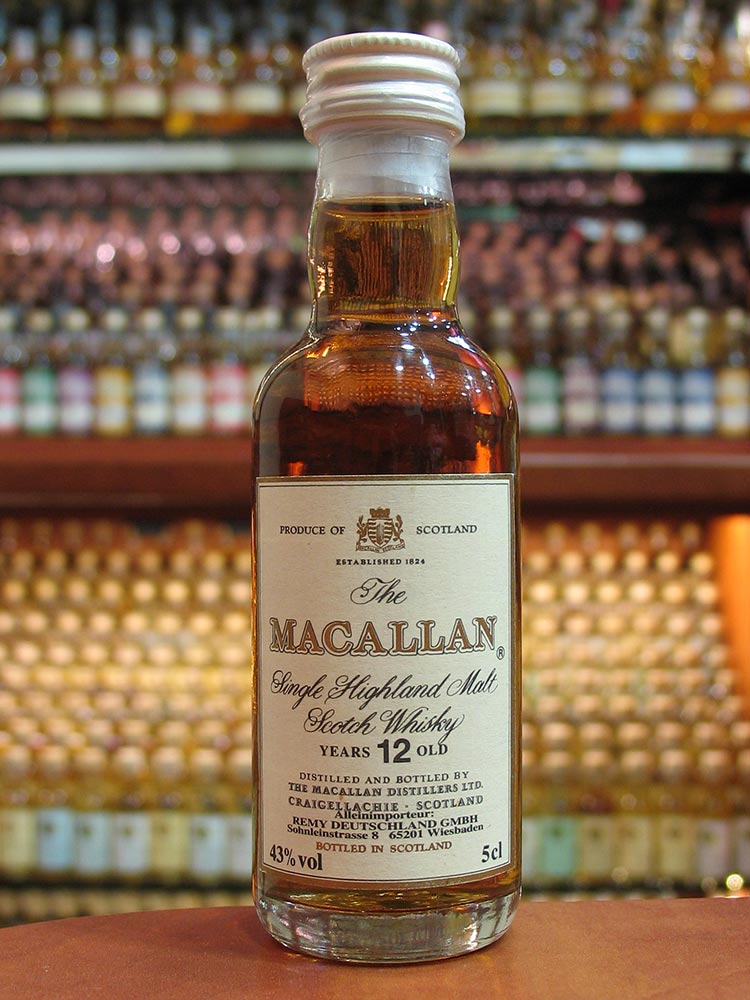 PRODUCE OF SCOTLAND
ESTABLISHED 1824
The
MACALLAN®
Single Highland Malt
Scotch Whisky
YEARS 12 OLD
DISTILLED AND BOTTLED BY
THE MACALLAN DISTILLERS LTD.
CRAIGELLACHIE · SCOTLAND
Alleinimporteur:
REMY DEUTSCHLAND GMBH
Sohnleinstrasse 8 65201 Wiesbaden
BOTTLED IN SCOTLAND
43% vol 5cl